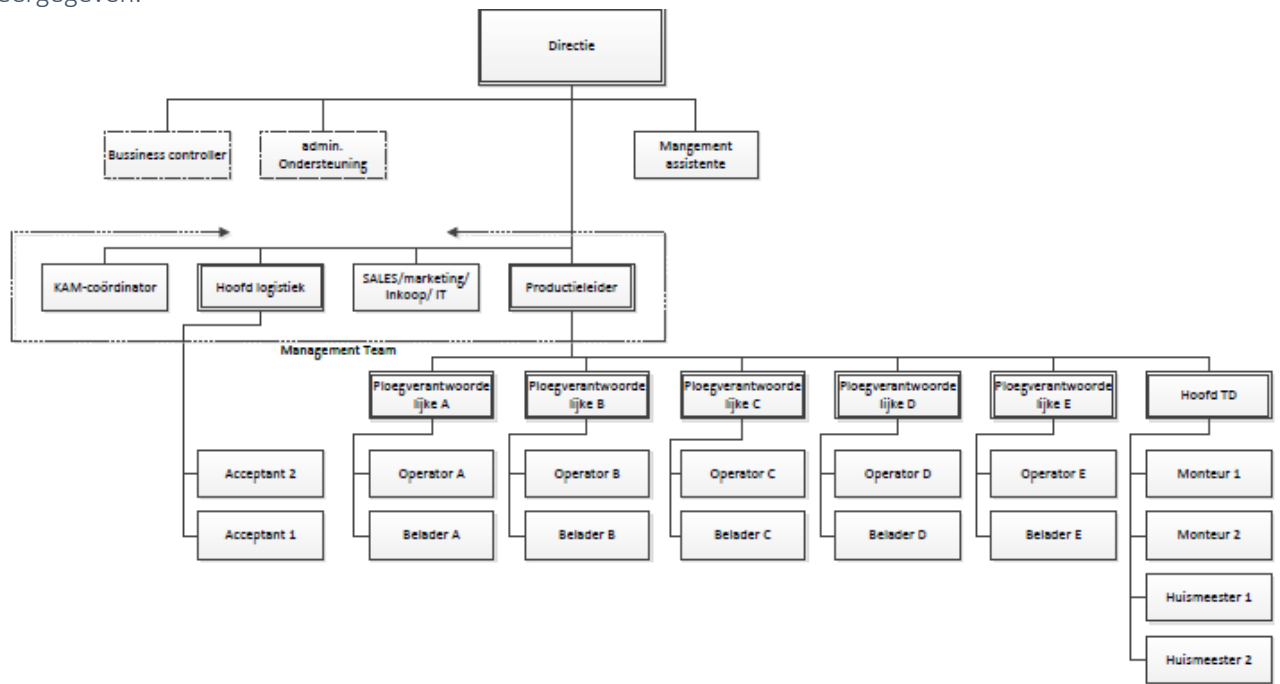 eergegeven.
Directie
Bussiness controller
admin.
Ondersteuning
Mangement
assistente
KAM-coördinator
Hoofd logistiek
SALES/marketing/
Inkoop/ IT
Productieleider
Management Team
Ploegverantwoorde
lijke A
Ploegverantwoorde
lijke B
Ploegverantwoorde
lijke C
Ploegverantwoorde
lijke D
Ploegverantwoorde
lijke E
Hoofd TD
Acceptant 2
Operator A
Operator B
Operator C
Operator D
Operator E
Monteur 1
Acceptant 1
Belader A
Belader B
Belader C
Belader D
Belader E
Monteur 2
Huismeester 1
Huismeester 2